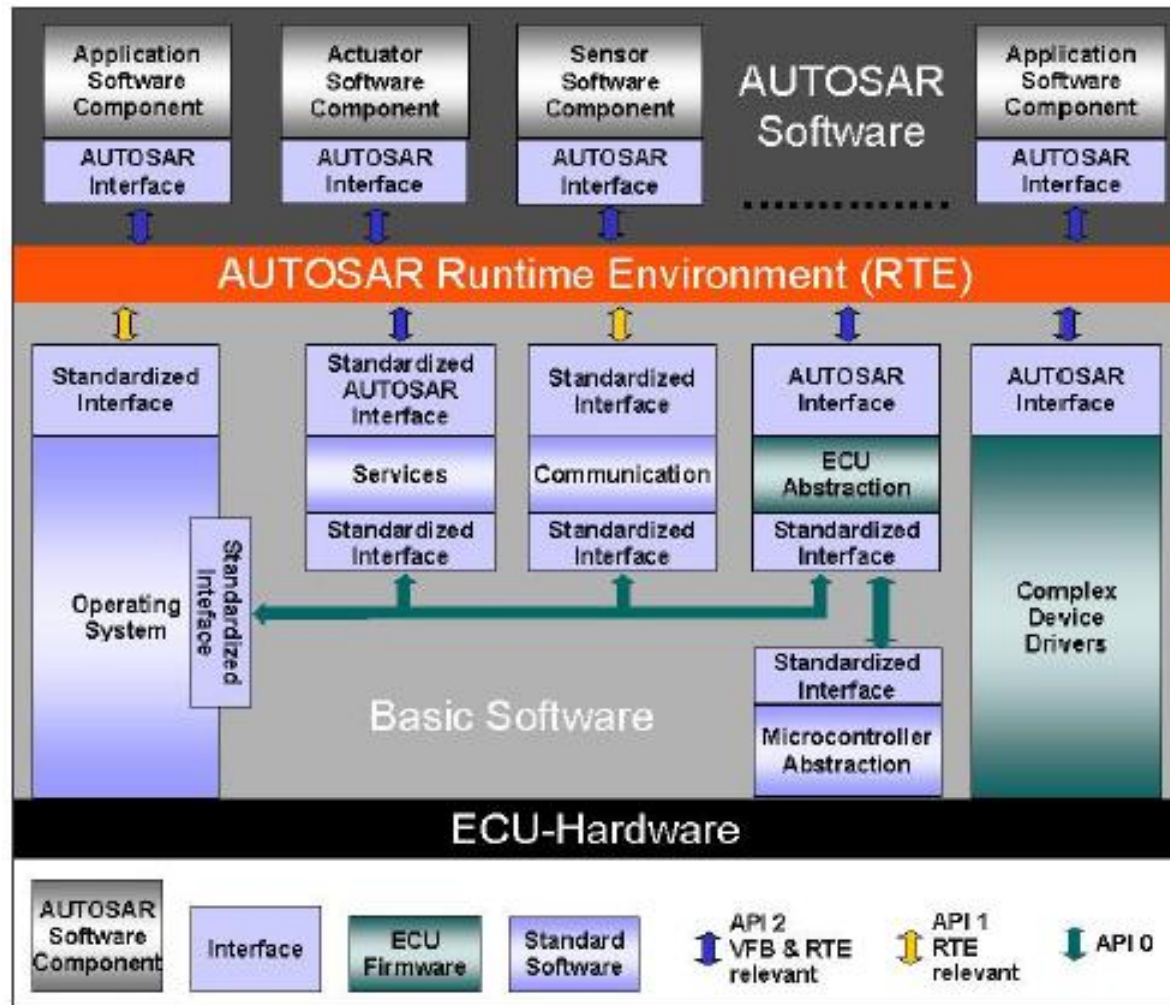 Application
Software
Component
AUTOSAR
Interface
Actuator
Software
Component
AUTOSAR
Interface
Sensor
Software
Component
AUTOSAR
Interface
AUTOSAR
Software
Application
Software
Component
AUTOSAR
Interface
AUTOSAR Runtime Environment (RTE)
Standardized
Interface
Operating
System
Standardized
Inteface
Standardized
AUTOSAR
Interface
Services
Standardized
Interface
Standardized
Interface
Communication
Standardized
Interface
AUTOSAR
Interface
ECU
Abstraction
Standardized
Interface
Standardized
Interface
Microcontroller
Abstraction
AUTOSAR
Interface
Complex
Device
Drivers
Basic Software
ECU-Hardware
AUTOSAR
Software
Component
Interface
ECU
Firmware
Standard
Software
API 2
VFB & RTE
relevant
API 1
RTE
relevant
API 0